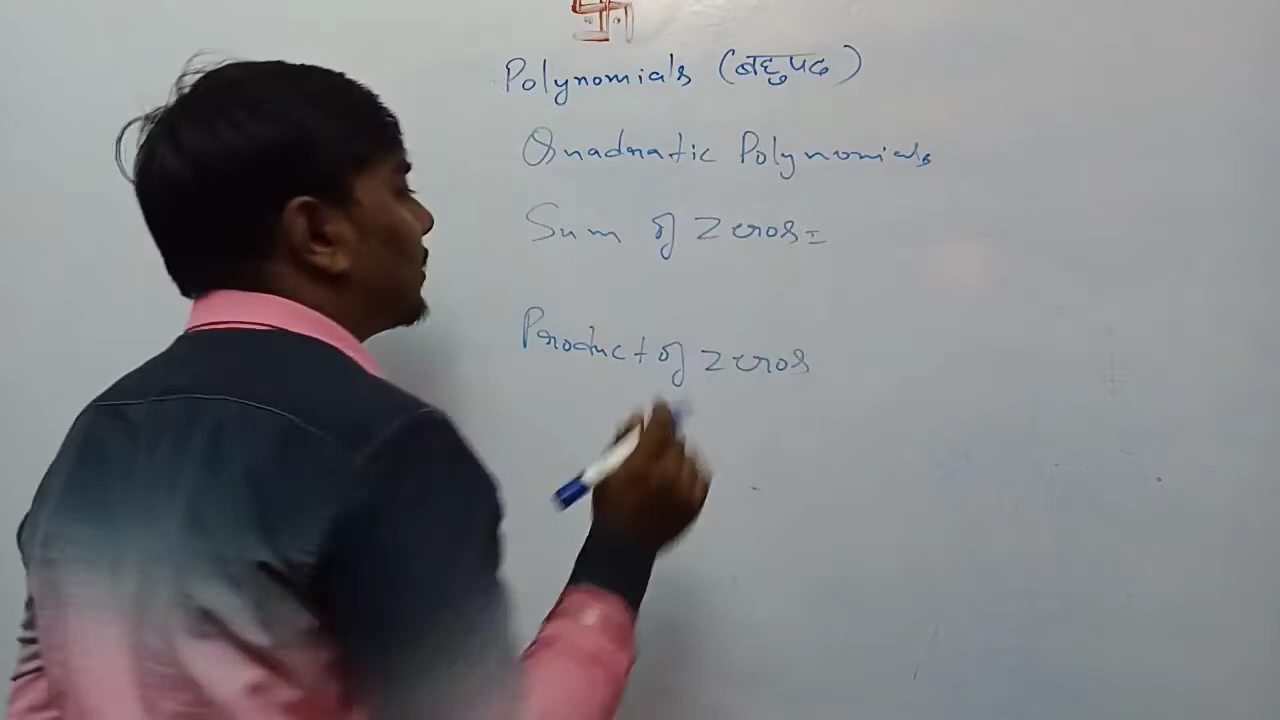 Polynomials (बहुपद)
Quadratic Polynomials
Sum of Zeros =
Product of Zeros